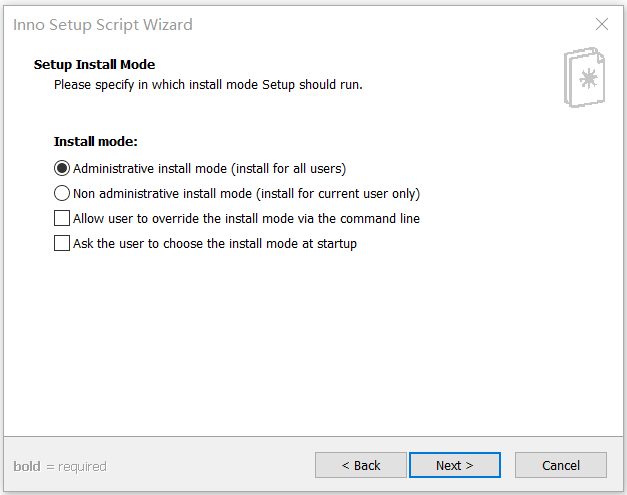 Inno Setup Script Wizard
Setup Install Mode
Please specify in which install mode Setup should run.
Install mode:
Administrative install mode (install for all users)
Non administrative install mode (install for current user only)
Allow user to override the install mode via the command line
Ask the user to choose the install mode at startup
bold = required
< Back
Next >
Cancel